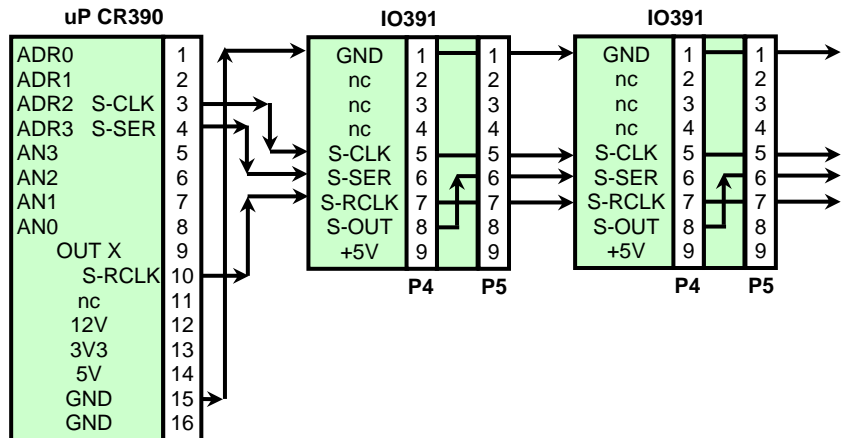 uP CR390
ADR0 1
ADR1 2
ADR2 S-CLK 3
ADR3 S-SER 4
AN3 5
AN2 6
AN1 7
AN0 8
OUT X 9
S-RCLK 10
nc 11
12V 12
3V3 13
5V 14
GND 15
GND 16
IO391
GND 1 1
nc 2 2
nc 3 3
nc 4 4
S-CLK 5 5
S-SER 6 6
S-RCLK 7 7
S-OUT 8 8
+5V 9 9
P4 P5
IO391
GND 1 1
nc 2 2
nc 3 3
nc 4 4
S-CLK 5 5
S-SER 6 6
S-RCLK 7 7
S-OUT 8 8
+5V 9 9
P4 P5